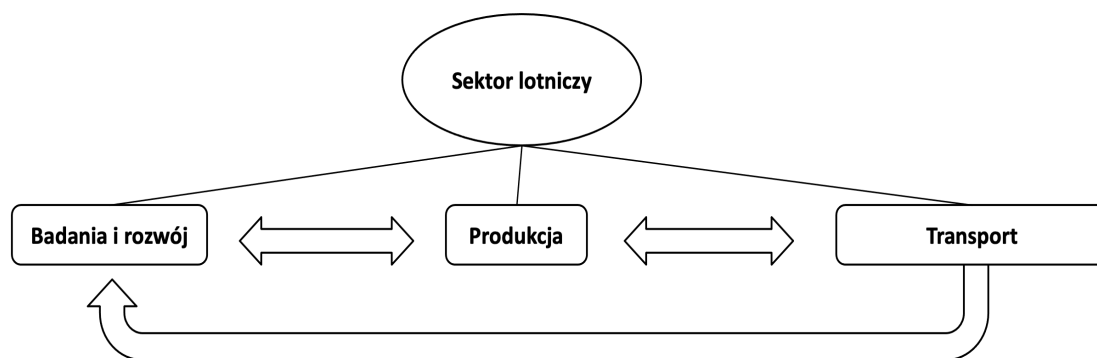 Sektor lotniczy
Badania i rozwój
Produkcja
Transport